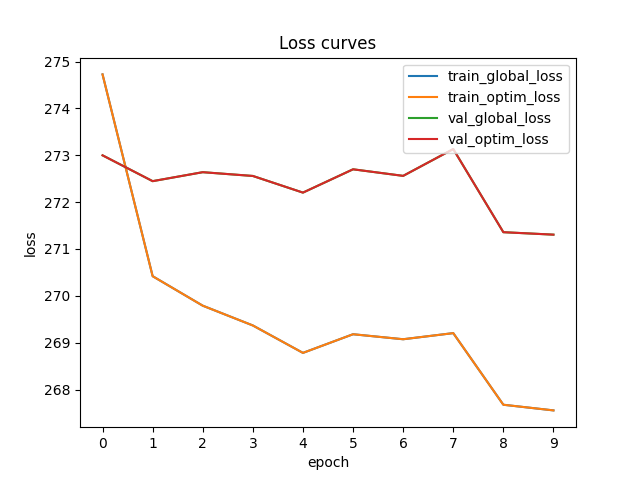 Loss curves
275
274
273
272
271
270
269
268
loss
train_global_loss
train_optim_loss
val_global_loss
val_optim_loss
0 1 2 3 4 5 6 7 8 9
epoch